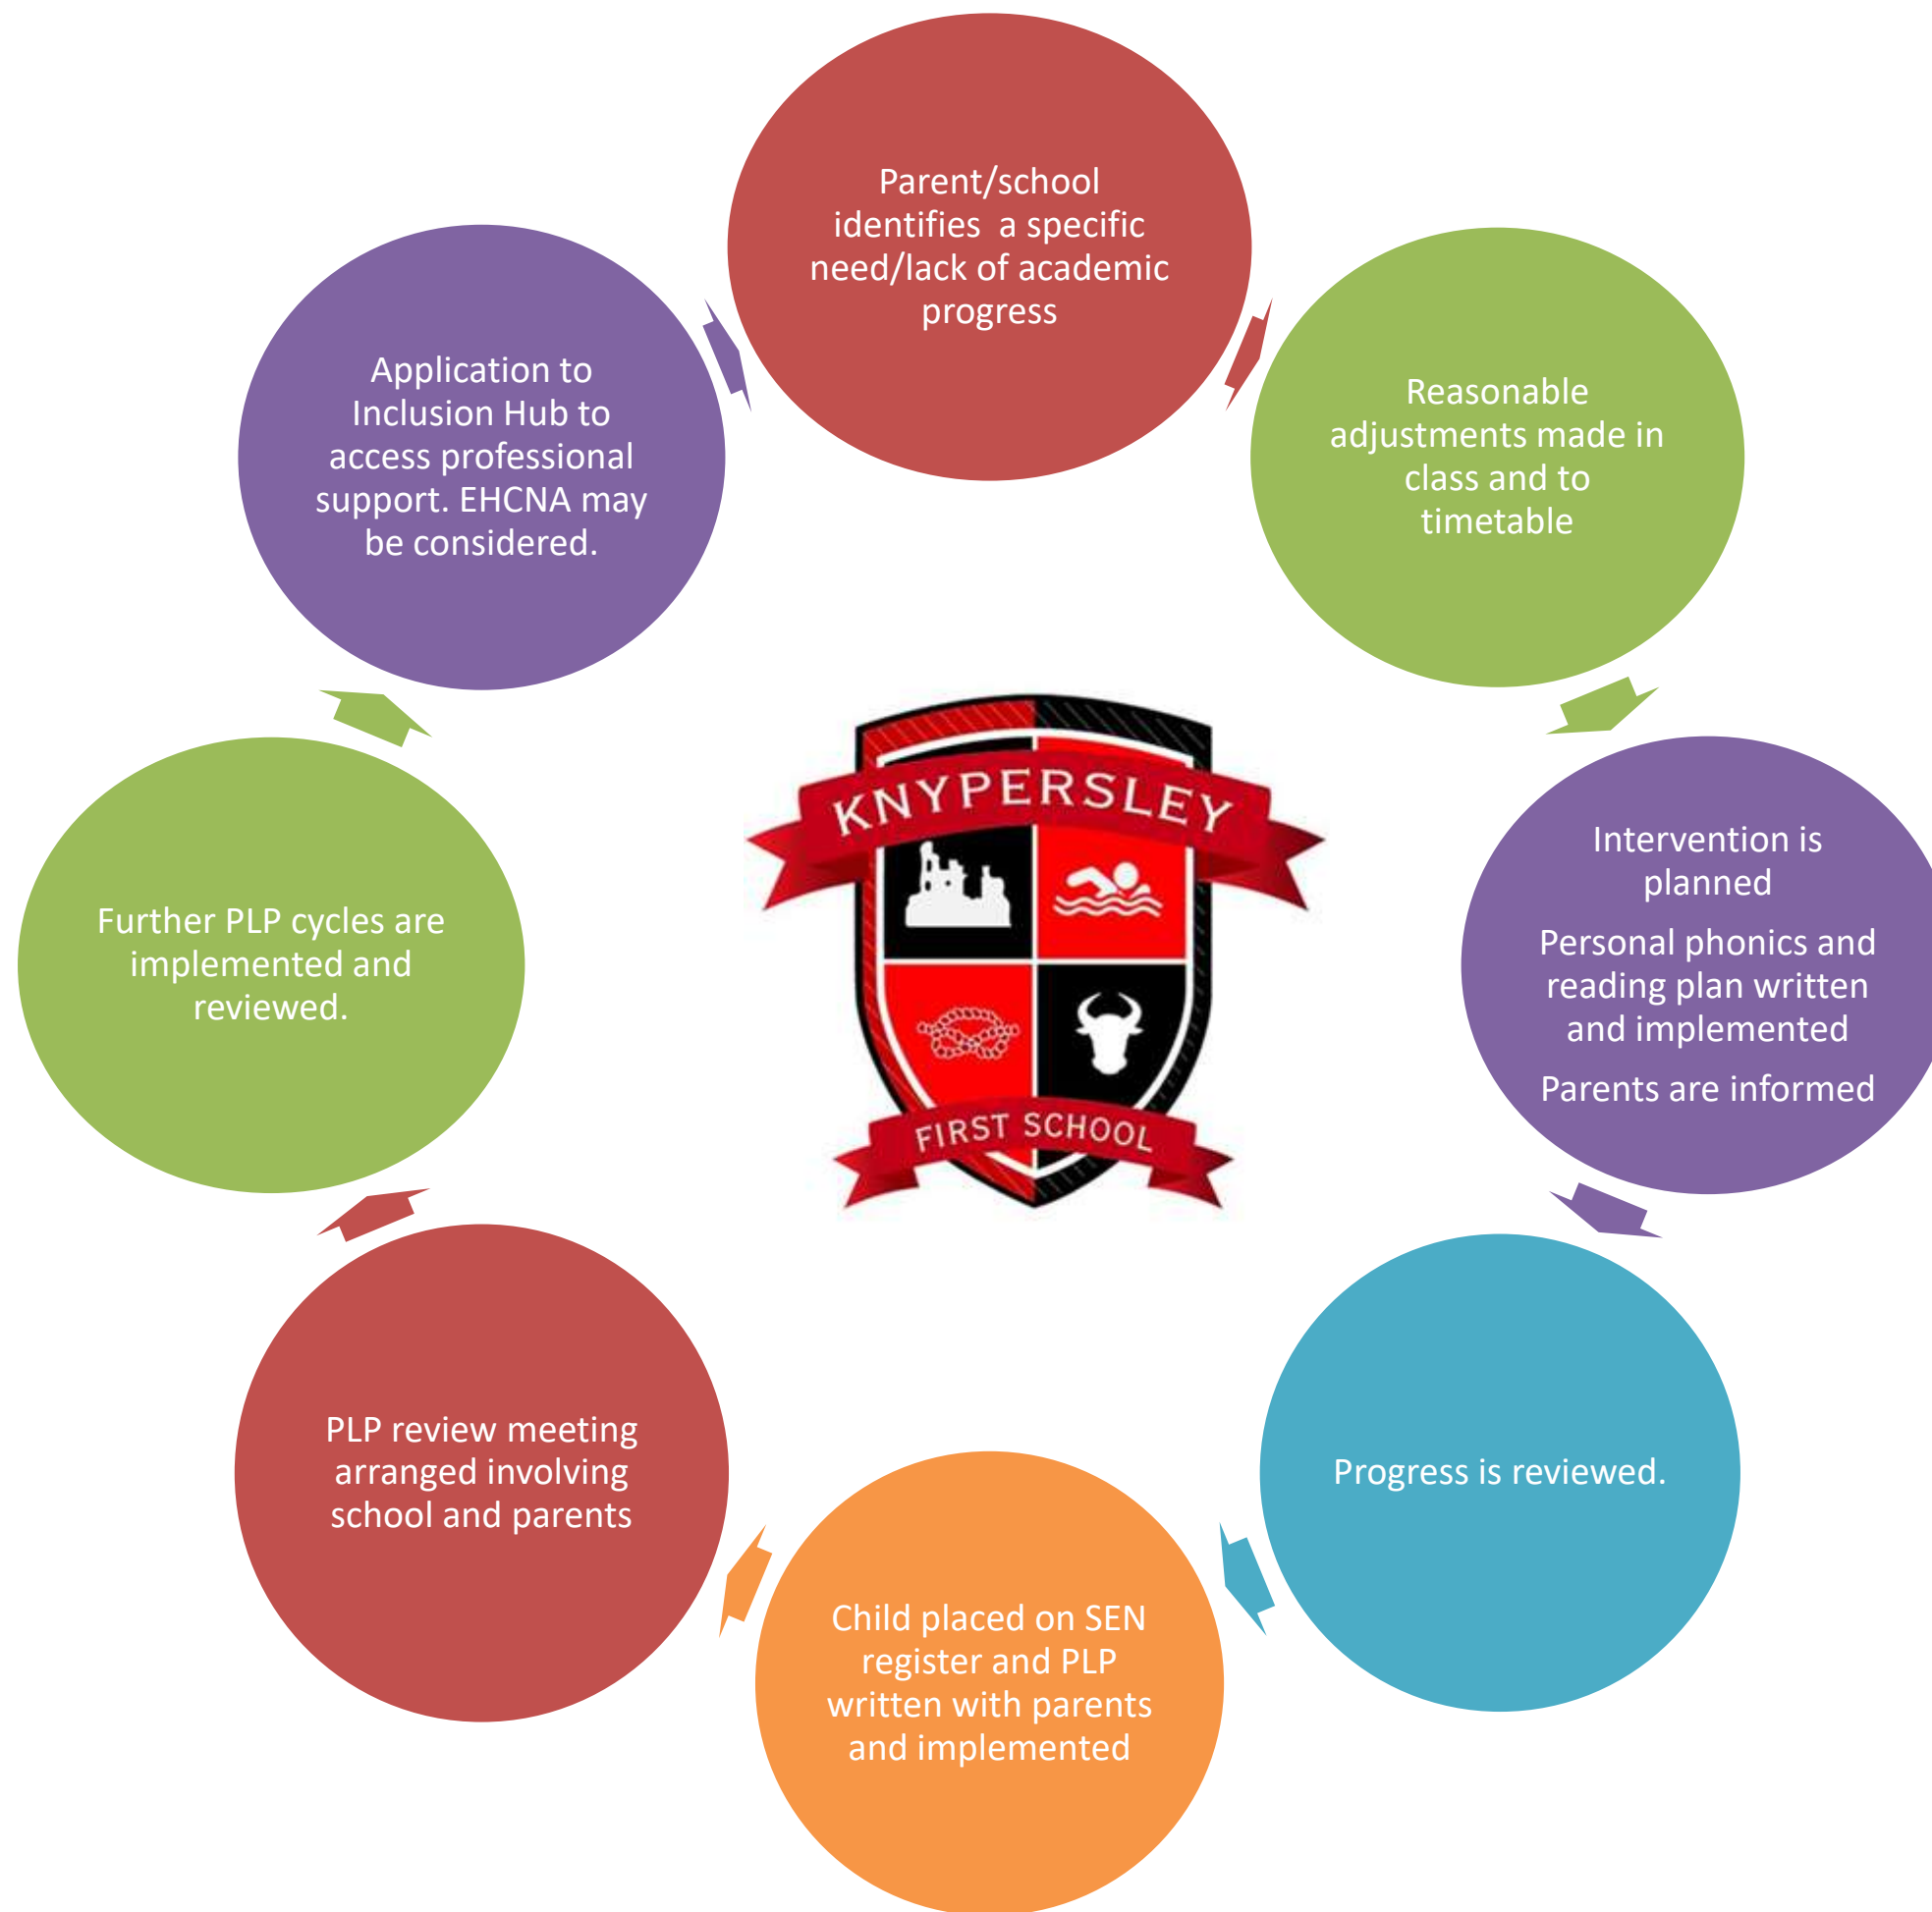 Parent/school
identifies  a specific
need/lack of academic
progress
Reasonable
adjustments made in
class and to
timetable
Intervention is
planned
Personal phonics and
reading plan written
and implemented
Parents are informed
Progress is reviewed.
Child placed on SEN
register and PLP
written with parents
and implemented
PLP review meeting
arranged involving
school and parents
Further PLP cycles are
implemented and
reviewed.
Application to
Inclusion Hub to
access professional
support. EHCNA may
be considered.
KNYPERSLEY
FIRST SCHOOL